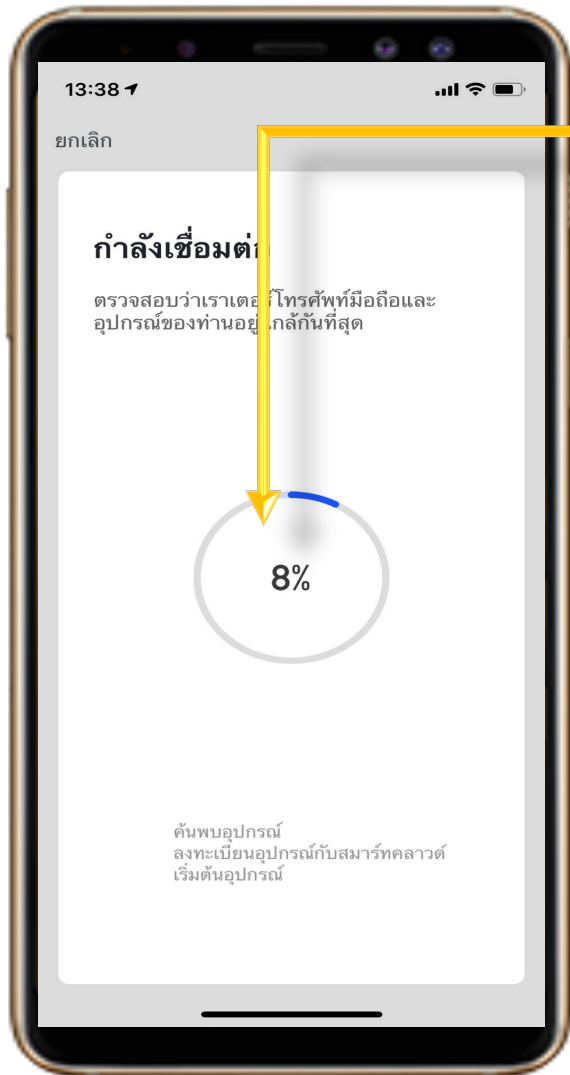 13:38
ยกเลิก
กำลังเชื่อมต่อ
ตรวจสอบว่าเราเตอร์โทรศัพท์มือถือและ
อุปกรณ์ของท่านอยู่ใกล้กันที่สุด
8%
ค้นพบอุปกรณ์
ลงทะเบียนอุปกรณ์กับสมาร์ทคลาวด์
เริ่มต้นอุปกรณ์